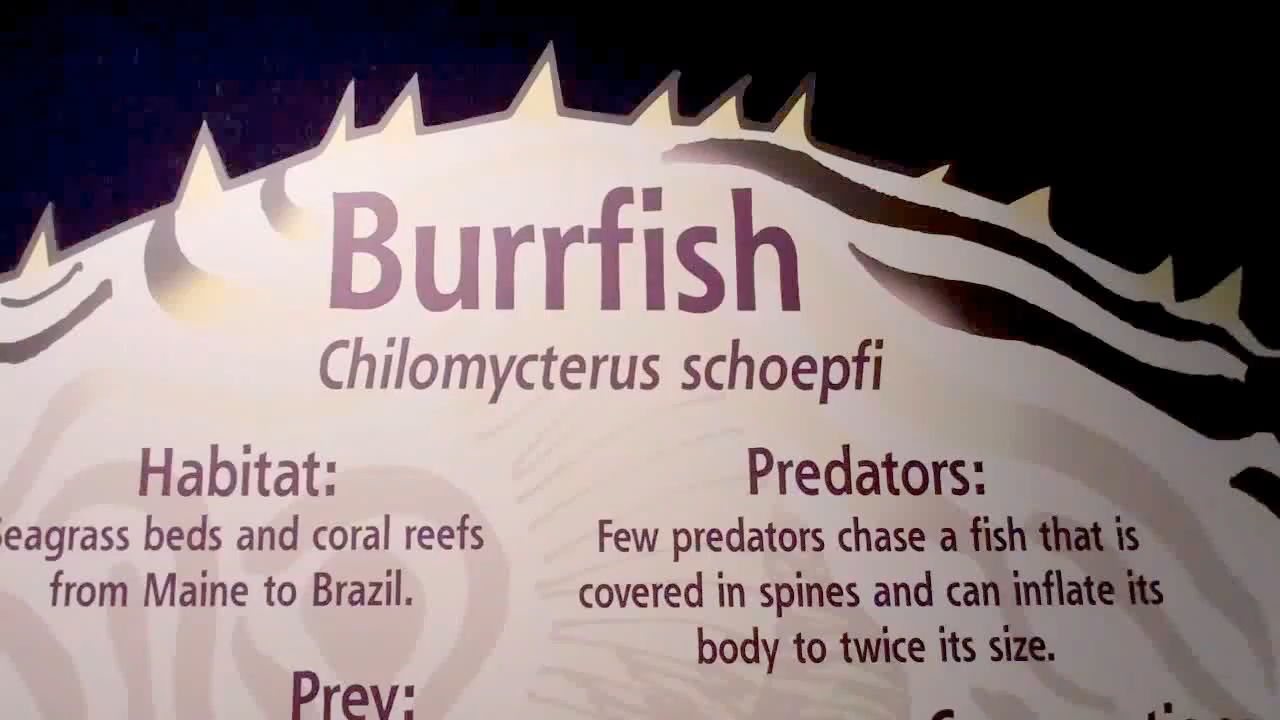 Burrfish
Chilomycterus schoepfi
Habitat:
Seagrass beds and coral reefs
from Maine to Brazil.
Prey:
Predators:
Few predators chase a fish that is
covered in spines and can inflate its
body to twice its size.